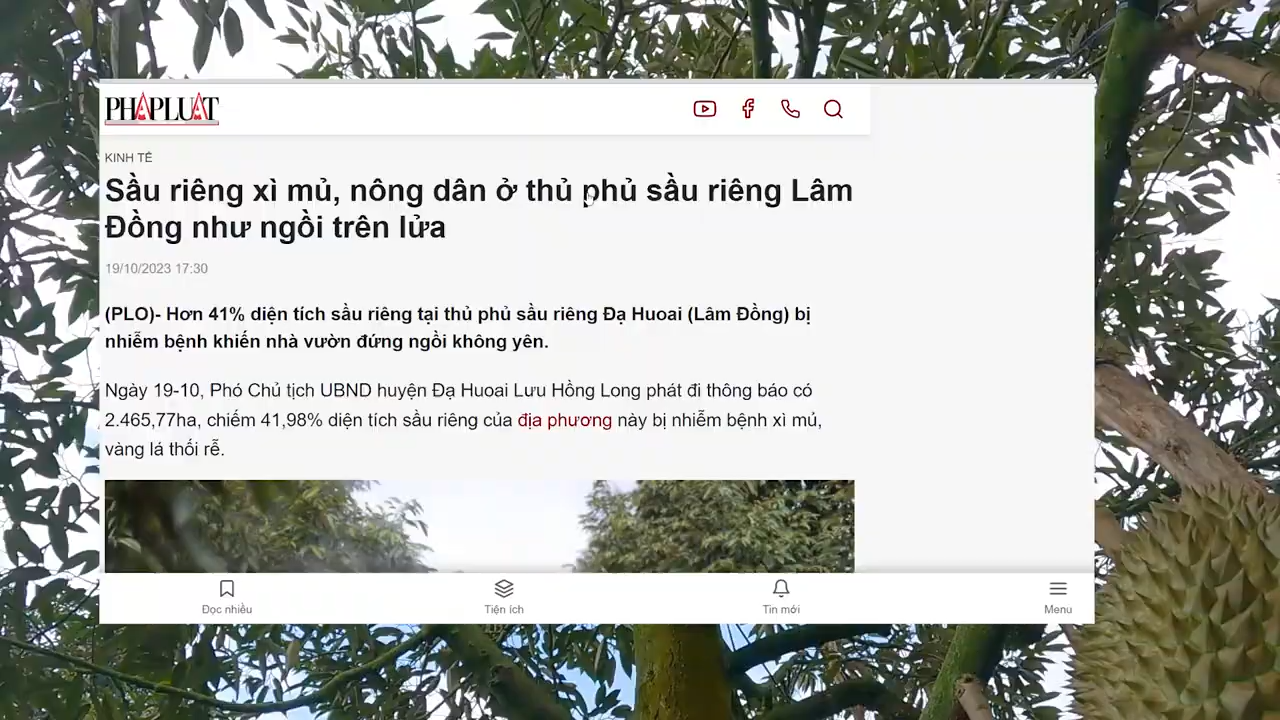 PHÁPLUẬT
KINH TẾ
Sầu riêng xì mủ, nông dân ở thủ phủ sầu riêng Lâm
Đồng như ngồi trên lửa
19/10/2023 17:30
(PLO)- Hơn 41% diện tích sầu riêng tại thủ phủ sầu riêng Đạ Huoai (Lâm Đồng) bị
nhiễm bệnh khiến nhà vườn đứng ngồi không yên.
Ngày 19-10, Phó Chủ tịch UBND huyện Đạ Huoai Lưu Hồng Long phát đi thông báo có
2.465,77ha, chiếm 41,98% diện tích sầu riêng của địa phương này bị nhiễm bệnh xì mủ,
vàng lá thối rễ.
Đọc nhiều
Tiện ích
Tin mới
Menu